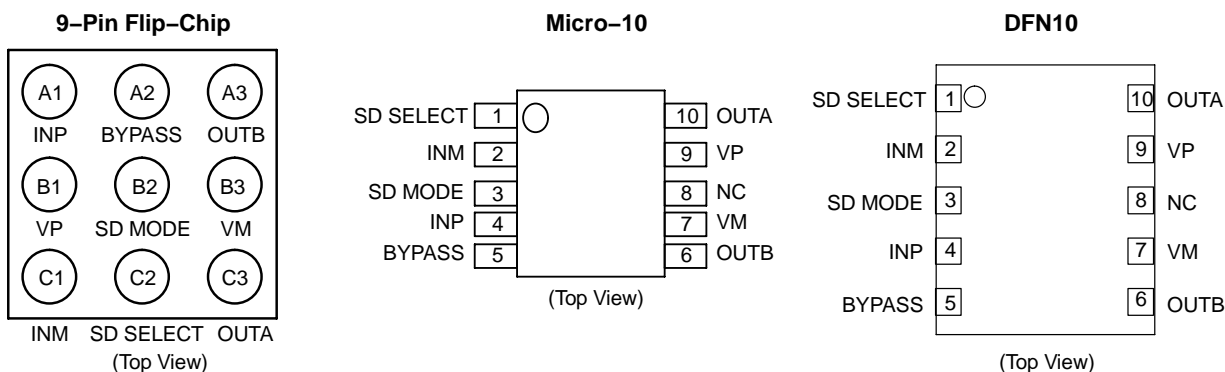 9–Pin Flip–Chip
A1 A2 A3
INP BYPASS OUTB
B1 B2 B3
VP SD MODE VM
C1 C2 C3
INM SD SELECT OUTA
(Top View)
Micro–10
SD SELECT 1 10 OUTA
INM 2 9 VP
SD MODE 3 8 NC
INP 4 7 VM
BYPASS 5 6 OUTB
(Top View)
DFN10
SD SELECT 1 10 OUTA
INM 2 9 VP
SD MODE 3 8 NC
INP 4 7 VM
BYPASS 5 6 OUTB
(Top View)